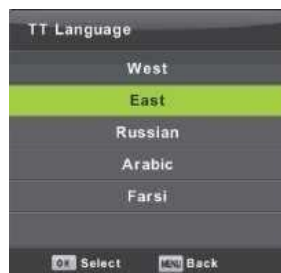 TT Language
West
East
Russian
Arabic
Farsi
OK Select MENU Back